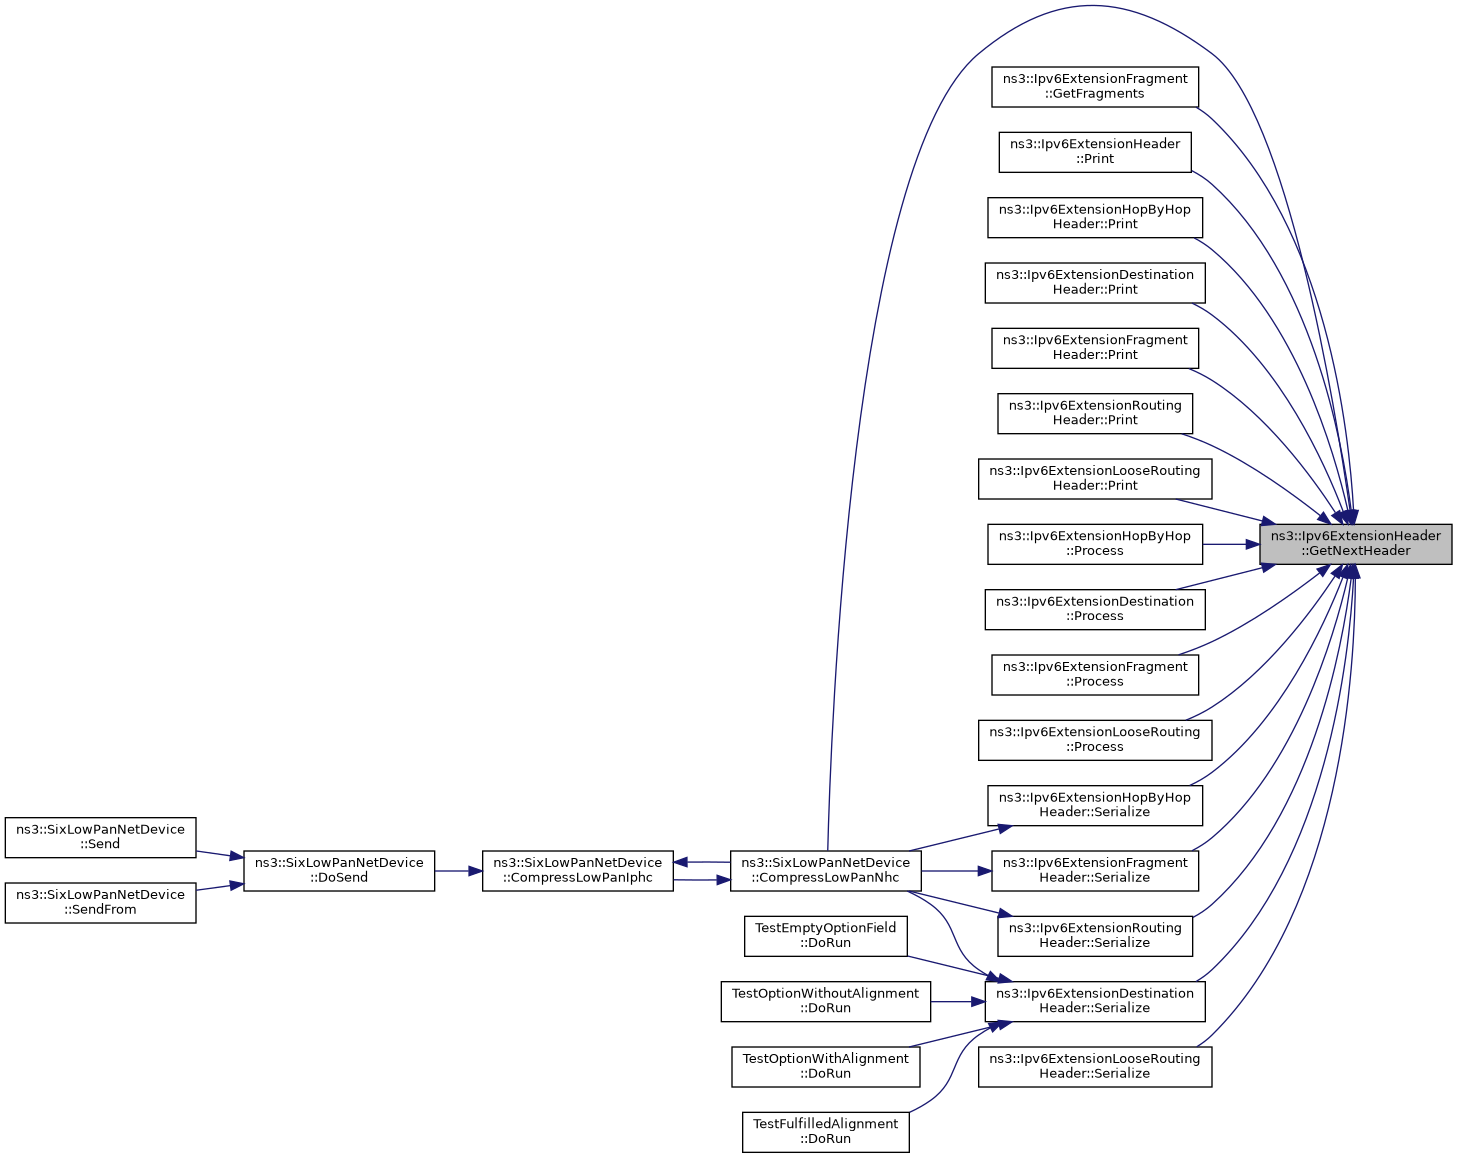 ns3::Ipv6ExtensionFragment
::GetFragments
ns3::Ipv6ExtensionHeader
::Print
ns3::Ipv6ExtensionHopByHop
Header::Print
ns3::Ipv6ExtensionDestination
Header::Print
ns3::Ipv6ExtensionFragment
Header::Print
ns3::Ipv6ExtensionRouting
Header::Print
ns3::Ipv6ExtensionLooseRouting
Header::Print
ns3::Ipv6ExtensionHopByHop
::Process
ns3::Ipv6ExtensionHeader
::GetNextHeader
ns3::Ipv6ExtensionDestination
::Process
ns3::Ipv6ExtensionFragment
::Process
ns3::Ipv6ExtensionLooseRouting
::Process
ns3::Ipv6ExtensionHopByHop
Header::Serialize
ns3::SixLowPanNetDevice
::Send
ns3::SixLowPanNetDevice
::SendFrom
ns3::SixLowPanNetDevice
::DoSend
ns3::SixLowPanNetDevice
::CompressLowPanIphc
ns3::SixLowPanNetDevice
::CompressLowPanNhc
ns3::Ipv6ExtensionFragment
Header::Serialize
TestEmptyOptionField
::DoRun
ns3::Ipv6ExtensionRouting
Header::Serialize
TestOptionWithoutAlignment
::DoRun
ns3::Ipv6ExtensionDestination
Header::Serialize
TestOptionWithAlignment
::DoRun
ns3::Ipv6ExtensionLooseRouting
Header::Serialize
TestFulfilledAlignment
::DoRun